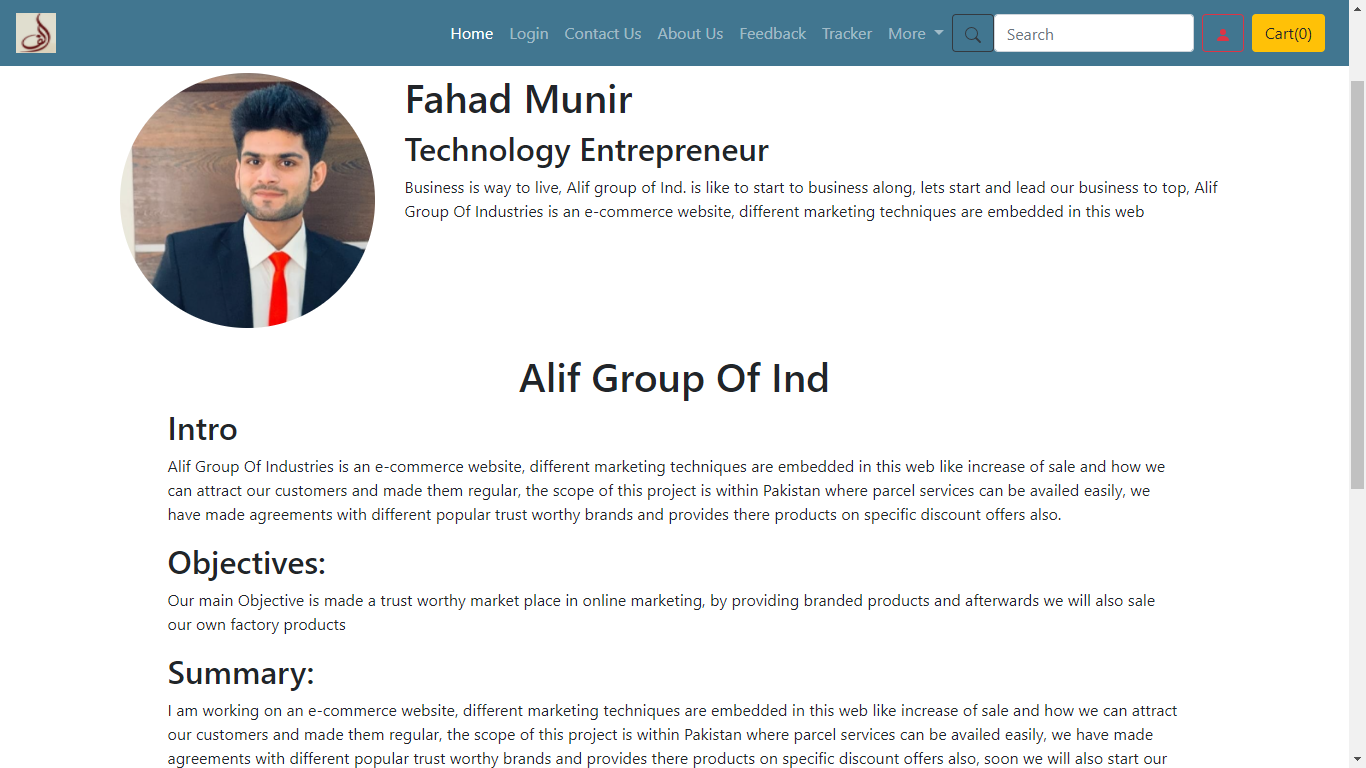 Home Login Contact Us About Us Feedback Tracker More Search Cart(0)
Fahad Munir
Technology Entrepreneur
Business is way to live, Alif group of Ind. is like to start to business along, lets start and lead our business to top, Alif
Group Of Industries is an e-commerce website, different marketing techniques are embedded in this web
Alif Group Of Ind
Intro
Alif Group Of Industries is an e-commerce website, different marketing techniques are embedded in this web like increase of sale and how we
can attract our customers and made them regular, the scope of this project is within Pakistan where parcel services can be availed easily, we
have made agreements with different popular trust worthy brands and provides there products on specific discount offers also.
Objectives:
Our main Objective is made a trust worthy market place in online marketing, by providing branded products and afterwards we will also sale
our own factory products
Summary:
I am working on an e-commerce website, different marketing techniques are embedded in this web like increase of sale and how we can attract
our customers and made them regular, the scope of this project is within Pakistan where parcel services can be availed easily, we have made
agreements with different popular trust worthy brands and provides there products on specific discount offers also, soon we will also start our